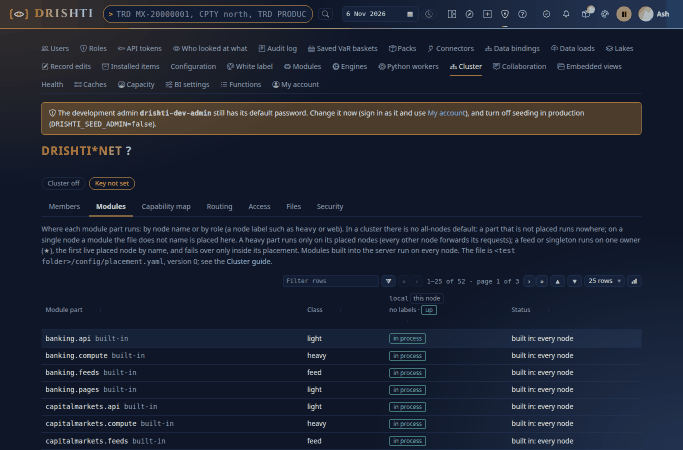 DRISHTI
> TRD MX-20000001, CPTY north, TRD PRODUC
6 Nov 2026
Ash
Users Roles API tokens Who looked at what Audit log Saved VaR baskets Packs Connectors Data bindings Data loads Lakes
Record edits Installed items Configuration White label Modules Engines Python workers Cluster Collaboration Embedded views
Health Caches Capacity BI settings Functions My account
The development admin drishti-dev-admin still has its default password. Change it now (sign in as it and use My account), and turn off seeding in production
(DRISHTI_SEED_ADMIN=false).
DRISHTI*NET ?
Cluster off Key not set
Members Modules Capability map Routing Access Files Security
Where each module part runs: by node name or by role (a node label such as heavy or web). In a cluster there is no all-nodes default: a part that is not placed runs nowhere; on a
single node a module the file does not name is placed here. A heavy part runs only on its placed nodes (every other node forwards its requests); a feed or singleton runs on one owner
(★), the first live placed node by name, and fails over only inside its placement. Modules built into the server run on every node. The file is <test
folder>/config/placement.yaml, version 0; see the Cluster guide.
Filter rows « ‹ 1–25 of 52 · page 1 of 3 › » ▲ ▼ 25 rows
Module part Class local this node no labels · up Status
banking.api built-in light in process built in: every node
banking.compute built-in heavy in process built in: every node
banking.feeds built-in feed in process built in: every node
banking.pages built-in light in process built in: every node
capitalmarkets.api built-in light in process built in: every node
capitalmarkets.compute built-in heavy in process built in: every node
capitalmarkets.feeds built-in feed in process built in: every node